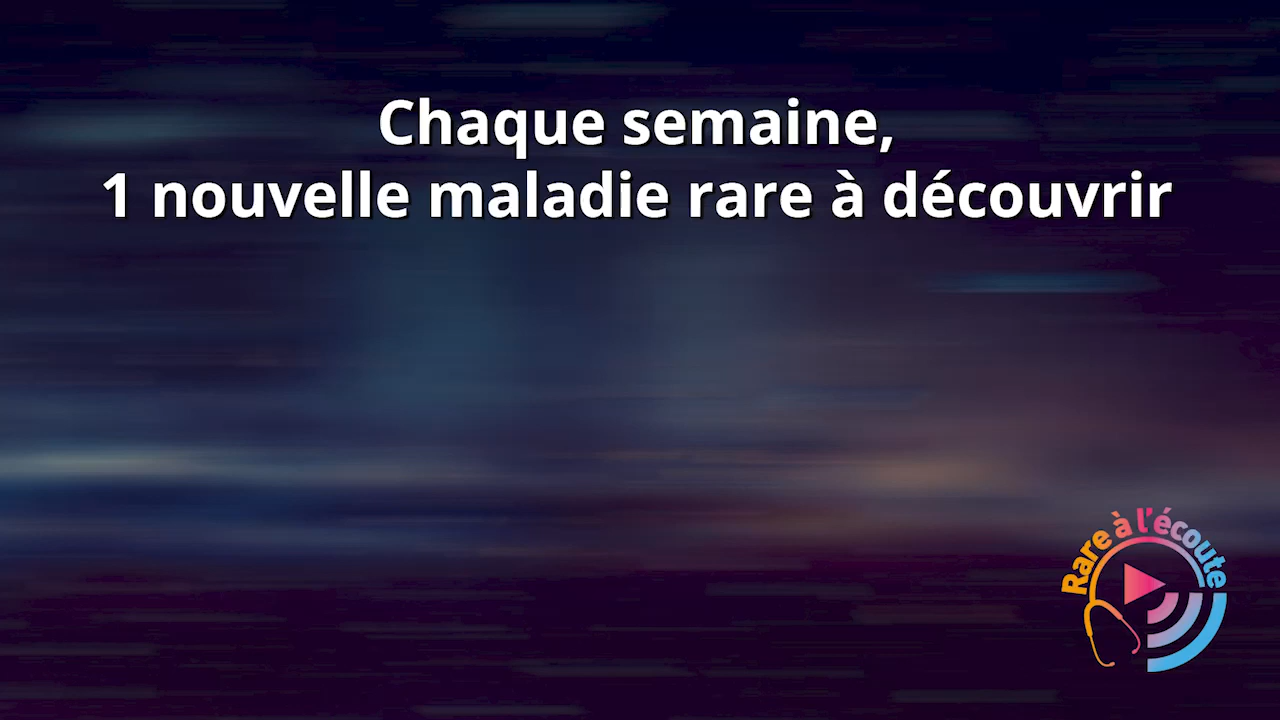 Chaque semaine,
1 nouvelle maladie rare à découvrir
Rare à l'écoute